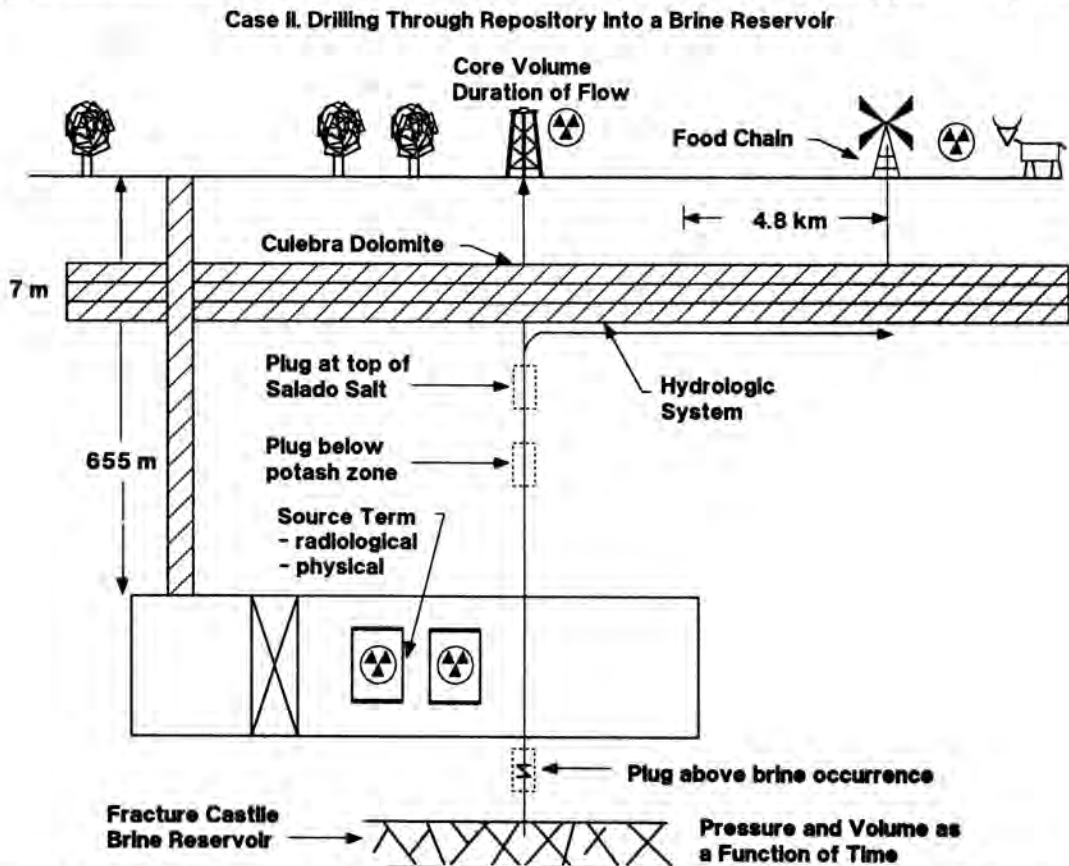 Case II. Drilling Through Repository Into a Brine Reservoir
Core Volume
Duration of Flow
Food Chain
4.8 km
Culebra Dolomite
7 m
Plug at top of
Salado Salt
Hydrologic
System
Plug below
potash zone
655 m
Source Term
- radiological
- physical
Plug above brine occurrence
Fracture Castile
Brine Reservoir
Pressure and Volume as
a Function of Time